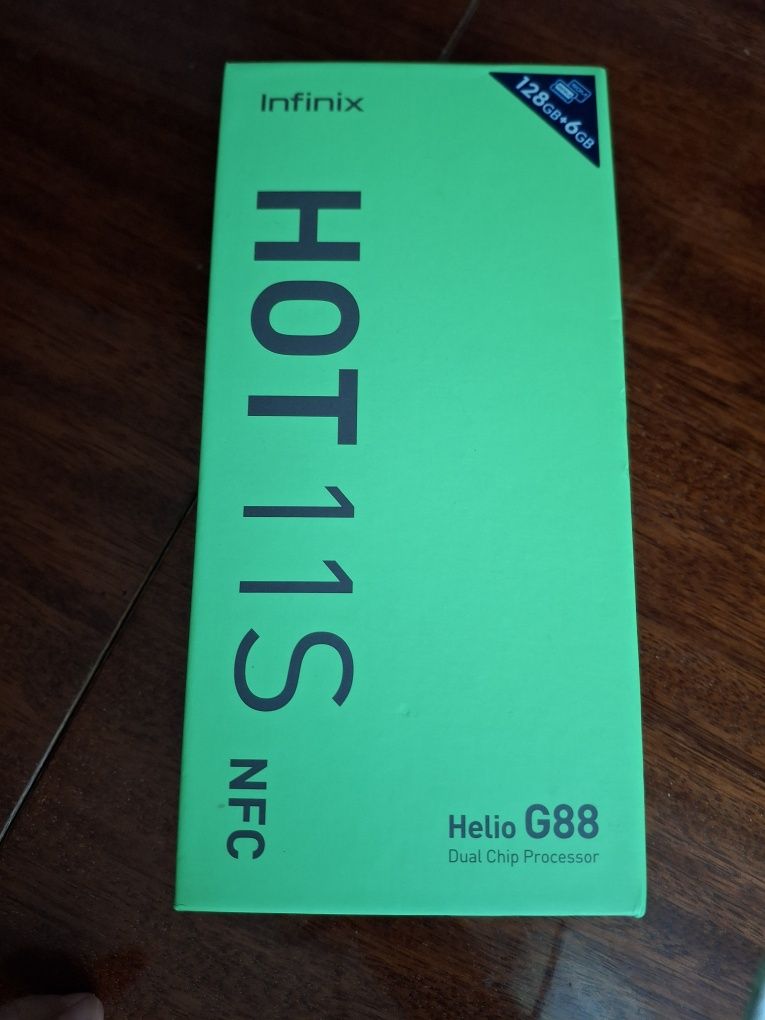 Infinix
128GB+6GB
HOT 11S NFC
Helio G88
Dual Chip Processor